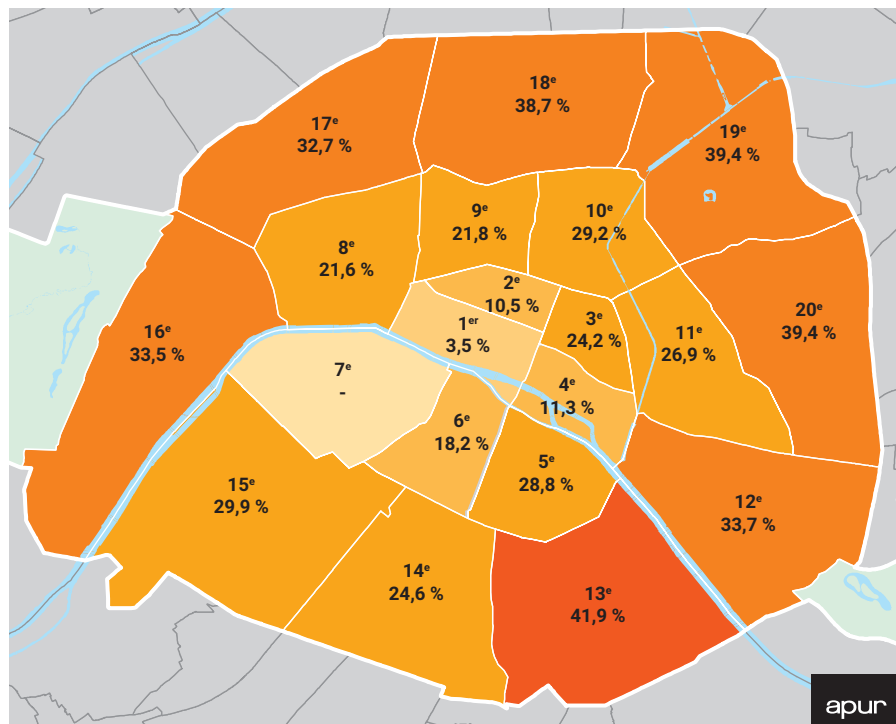 18e
38,7 %
17e
32,7 %
19e
39,4 %
9e
21,8 %
10e
29,2 %
8e
21,6 %
2e
10,5 %
16e
33,5 %
1er
3,5 %
3e
24,2 %
11e
26,9 %
20e
39,4 %
7e
-
4e
11,3 %
6e
18,2 %
5e
28,8 %
15e
29,9 %
12e
33,7 %
14e
24,6 %
13e
41,9 %
apur